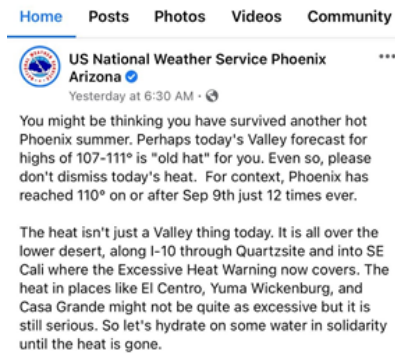 Home Posts Photos Videos Community
US National Weather Service Phoenix
Arizona
Yesterday at 6:30 AM ·
You might be thinking you have survived another hot
Phoenix summer. Perhaps today's Valley forecast for
highs of 107-111° is "old hat" for you. Even so, please
don't dismiss today's heat. For context, Phoenix has
reached 110° on or after Sep 9th just 12 times ever.
The heat isn't just a Valley thing today. It is all over the
lower desert, along I-10 through Quartzsite and into SE
Cali where the Excessive Heat Warning now covers. The
heat in places like El Centro, Yuma Wickenburg, and
Casa Grande might not be quite as excessive but it is
still serious. So let's hydrate on some water in solidarity
until the heat is gone.